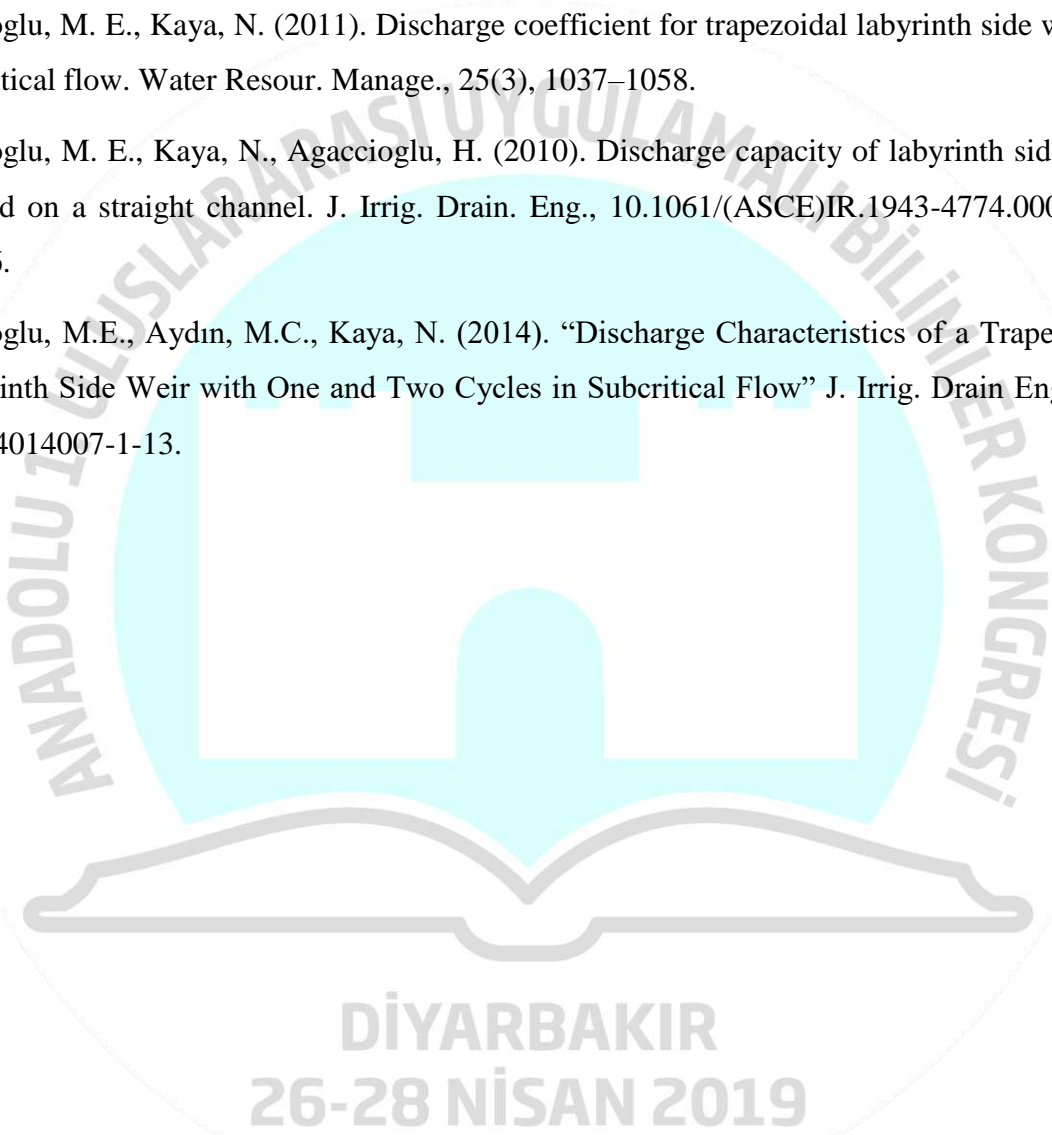 oglu, M. E., Kaya, N. (2011). Discharge coefficient for trapezoidal labyrinth side
tical flow. Water Resour. Manage., 25(3), 1037–1058.
oglu, M. E., Kaya, N., Agaccioglu, H. (2010). Discharge capacity of labyrinth sid
d on a straight channel. J. Irrig. Drain. Eng., 10.1061/(ASCE)IR.1943-4774.000
oglu, M.E., Aydın, M.C., Kaya, N. (2014). “Discharge Characteristics of a Trape
inth Side Weir with One and Two Cycles in Subcritical Flow” J. Irrig. Drain Eng
4014007-1-13.
ANADOLU 1. ULUSLARARASI UYGULAMALI BİLİMLER KONGRESİ
DİYARBAKIR
26-28 NİSAN 2019